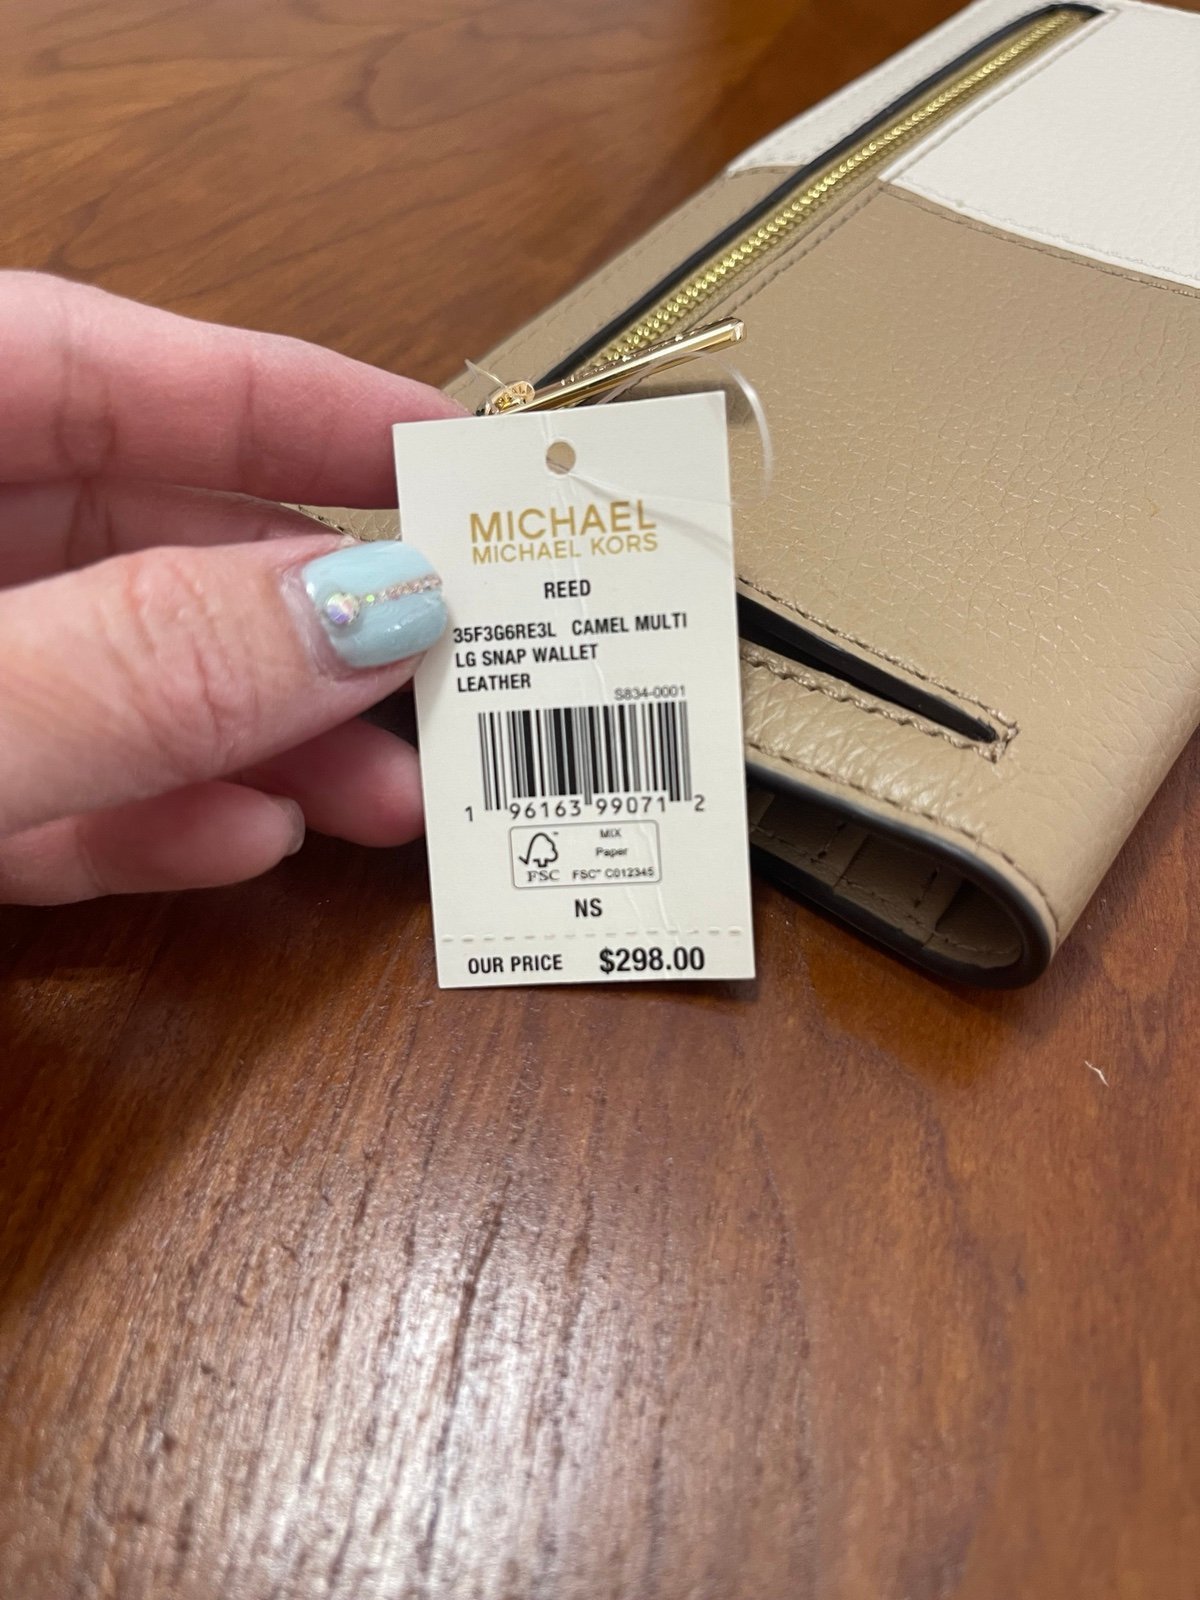 MICHAEL
MICHAEL KORS
REED
35F3G6RE3L CAMEL MULTI
LG SNAP WALLET
LEATHER
S834-0001
1 96163 99071 2
MIX
Paper
FSC™ C012345
FSC
NS
OUR PRICE $298.00